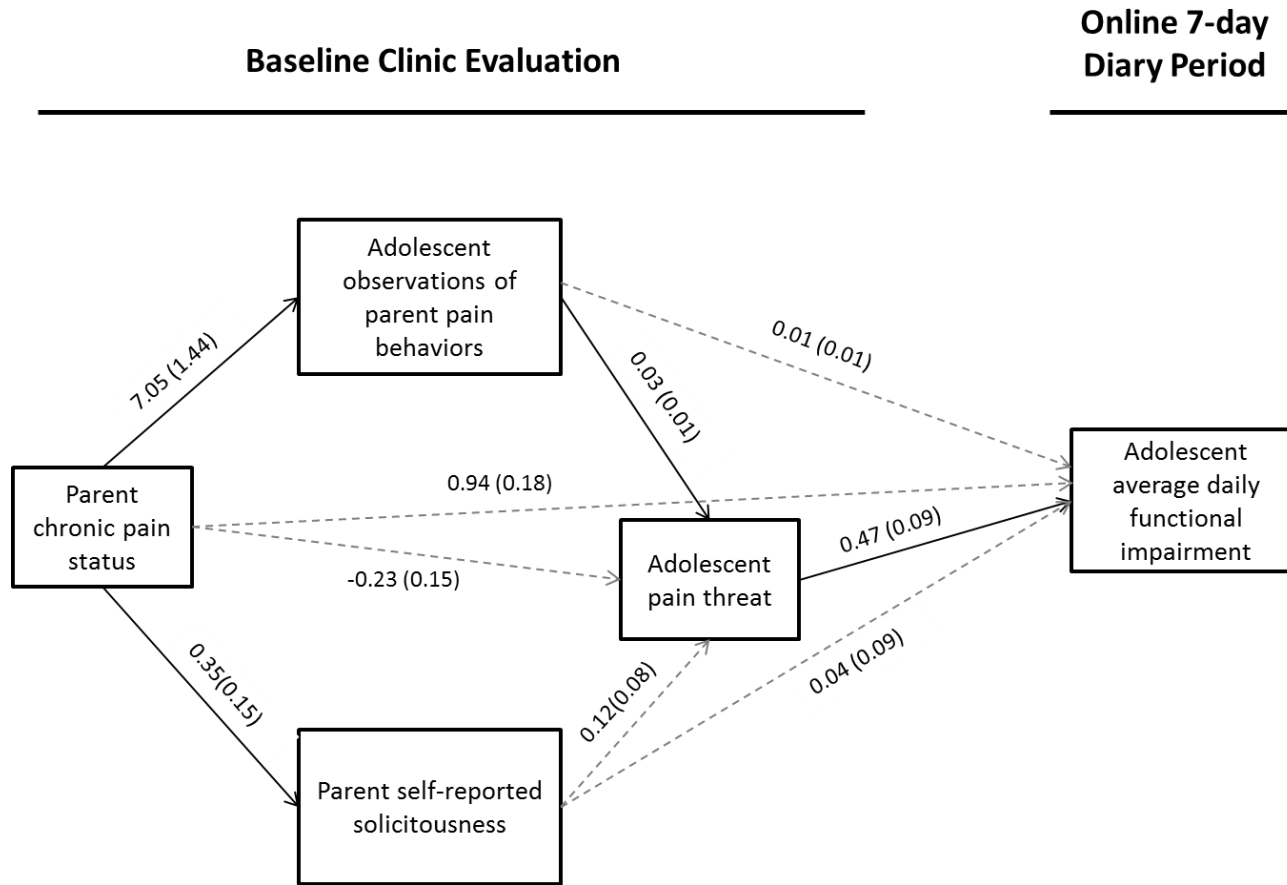 Baseline Clinic Evaluation
Online 7-day
Diary Period
Adolescent
observations of
parent pain
behaviors
7.05 (1.44)
0.01 (0.01)
0.03 (0.01)
Parent
chronic pain
status
0.94 (0.18)
-0.23 (0.15)
Adolescent
pain threat
0.47 (0.09)
Adolescent
average daily
functional
impairment
0.35(0.15)
0.12(0.08)
0.04 (0.09)
Parent self-reported
solicitousness